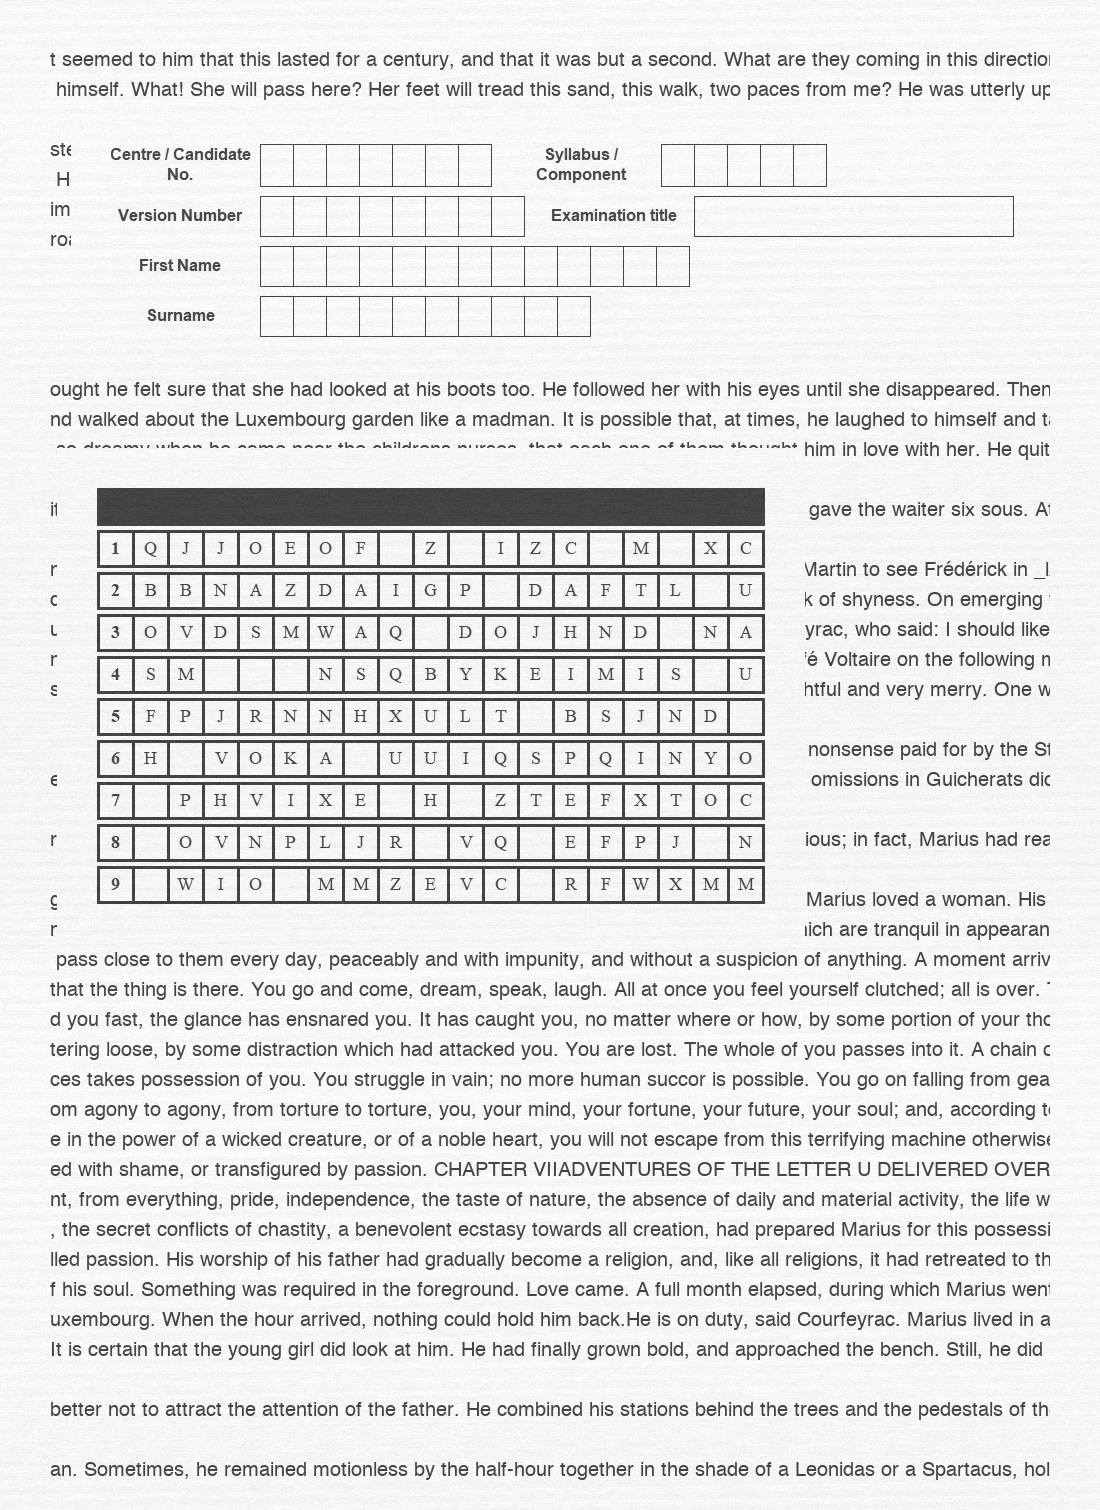 t seemed to him that this lasted for a century, and that it was but a second. What are they coming in this direction
himself. What! She will pass here? Her feet will tread this sand, this walk, two paces from me? He was utterly up
Centre / Candidate No.
Syllabus / Component
Version Number
Examination title
First Name
Surname
ought he felt sure that she had looked at his boots too. He followed her with his eyes until she disappeared. Then
nd walked about the Luxembourg garden like a madman. It is possible that, at times, he laughed to himself and
so dreamy when he came near the childrens nurses, that each one of them thought him in love with her. He quit
it gave the waiter six sous.
1 Q J J O E O F Z I Z C M X C
Martin to see Frédérick in
2 B B N A Z D A I G P D A F T L U
k of shyness. On emerging
3 O V D S M W A Q D O J H N D N A
yrac, who said: I should like
4 S M N S Q B Y K E I M I S U
é Voltaire on the following
htful and very merry. One
5 F P J R N N H X U L T B S J N D
nonsense paid for by the
6 H V O K A U U I Q S P Q I N Y O
omissions in Guicherats
7 P H V I X E H Z T E F X T O C
8 O V N P L J R V Q E F P J N
ious; in fact, Marius had
9 W I O M M Z E V C R F W X M M
Marius loved a woman. His
hich are tranquil in
pass close to them every day, peaceably and with impunity, and without a suspicion of anything. A moment arriv
that the thing is there. You go and come, dream, speak, laugh. All at once you feel yourself clutched; all is over.
d you fast, the glance has ensnared you. It has caught you, no matter where or how, by some portion of your
tering loose, by some distraction which had attacked you. You are lost. The whole of you passes into it. A chain
ces takes possession of you. You struggle in vain; no more human succor is possible. You go on falling from gea
om agony to agony, from torture to torture, you, your mind, your fortune, your future, your soul; and, according
e in the power of a wicked creature, or of a noble heart, you will not escape from this terrifying machine otherwise
ed with shame, or transfigured by passion. CHAPTER VIIADVENTURES OF THE LETTER U DELIVERED OVER
nt, from everything, pride, independence, the taste of nature, the absence of daily and material activity, the life w
, the secret conflicts of chastity, a benevolent ecstasy towards all creation, had prepared Marius for this possessi
lled passion. His worship of his father had gradually become a religion, and, like all religions, it had retreated to th
f his soul. Something was required in the foreground. Love came. A full month elapsed, during which Marius went
uxembourg. When the hour arrived, nothing could hold him back.He is on duty, said Courfeyrac. Marius lived in a
It is certain that the young girl did look at him. He had finally grown bold, and approached the bench. Still, he did
better not to attract the attention of the father. He combined his stations behind the trees and the pedestals of
an. Sometimes, he remained motionless by the half-hour together in the shade of a Leonidas or a Spartacus, hol